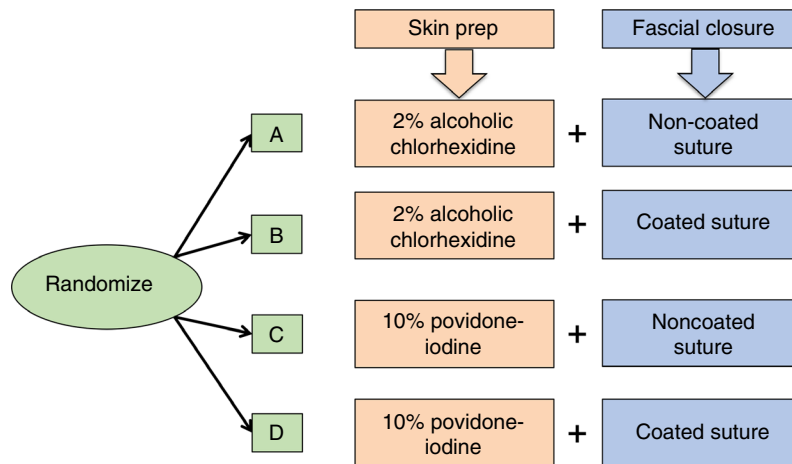 Skin prep
Fascial closure
A
2% alcoholic
chlorhexidine
+
Non-coated
suture
B
2% alcoholic
chlorhexidine
+
Coated suture
Randomize
C
10% povidone-
iodine
+
Noncoated
suture
D
10% povidone-
iodine
+
Coated suture